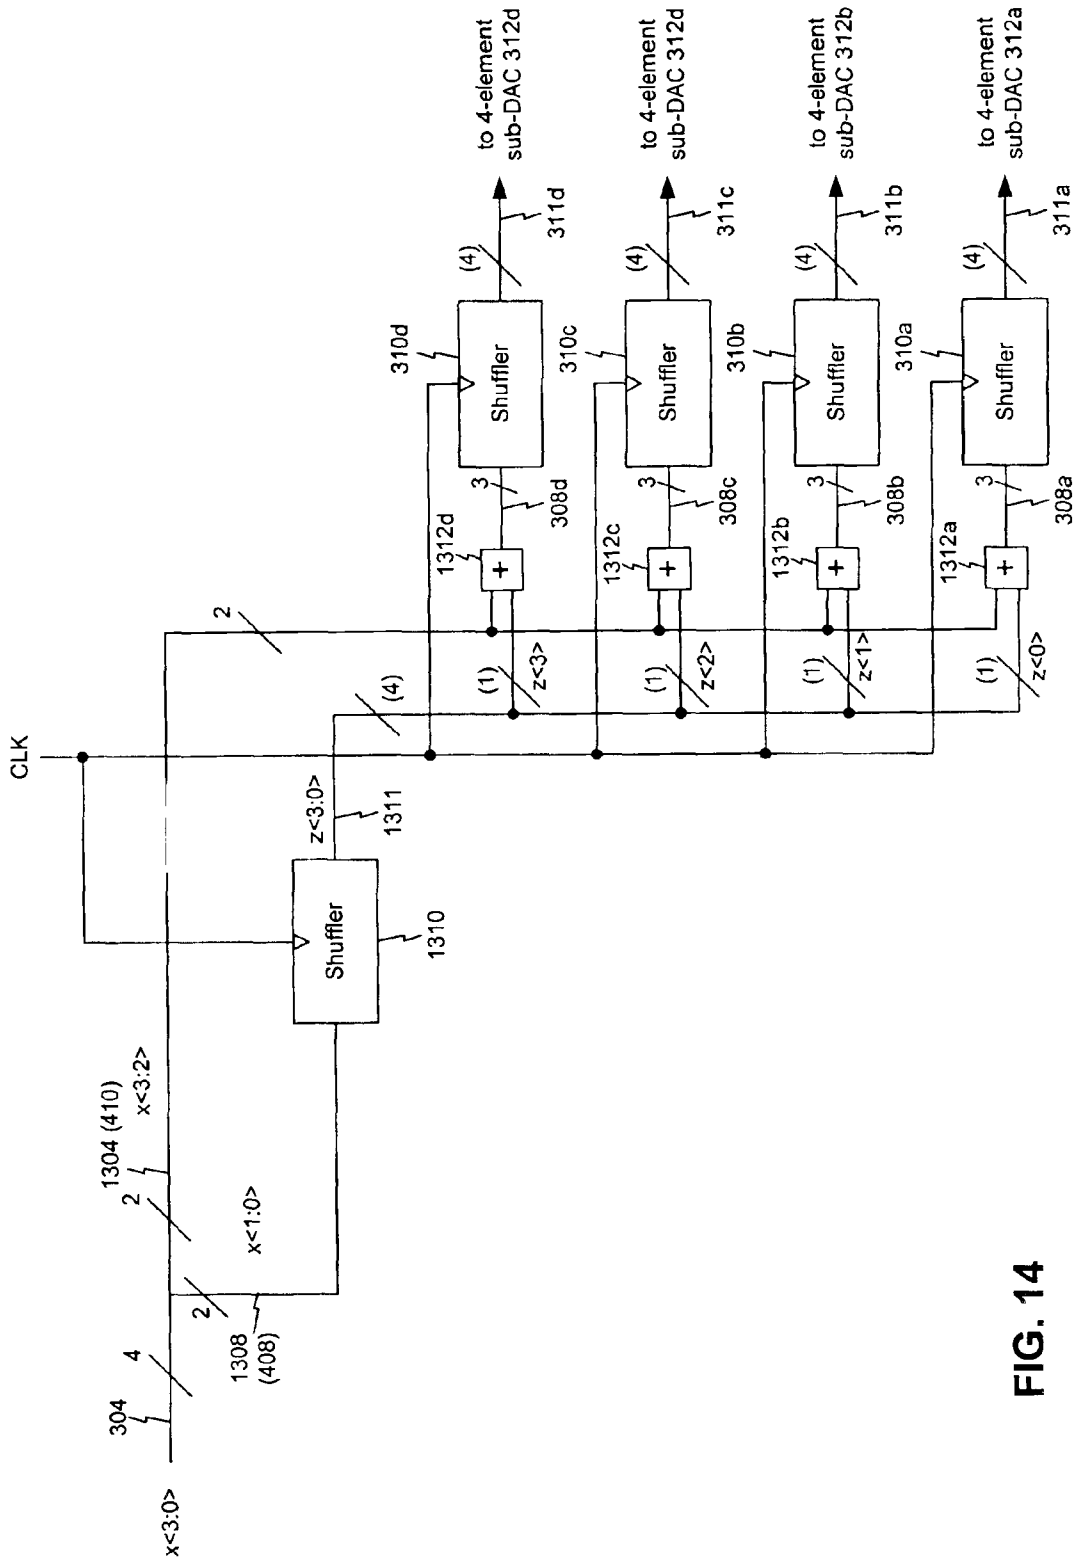 CLK
x<3:0>
304
4
2
1304 (410)
x<3:2>
2
2
1308
(408)
x<1:0>
Shuffler
1310
z<3:0>
1311
(4)
(1)
z<3>
1312d
+
3
308d
310d
Shuffler
(4)
311d
to 4-element
sub-DAC 312d
(1)
z<2>
1312c
+
3
308c
310c
Shuffler
(4)
311c
to 4-element
sub-DAC 312d
(1)
z<1>
1312b
+
3
308b
310b
Shuffler
(4)
311b
to 4-element
sub-DAC 312b
(1)
z<0>
1312a
+
3
308a
310a
Shuffler
(4)
311a
to 4-element
sub-DAC 312a
FIG. 14